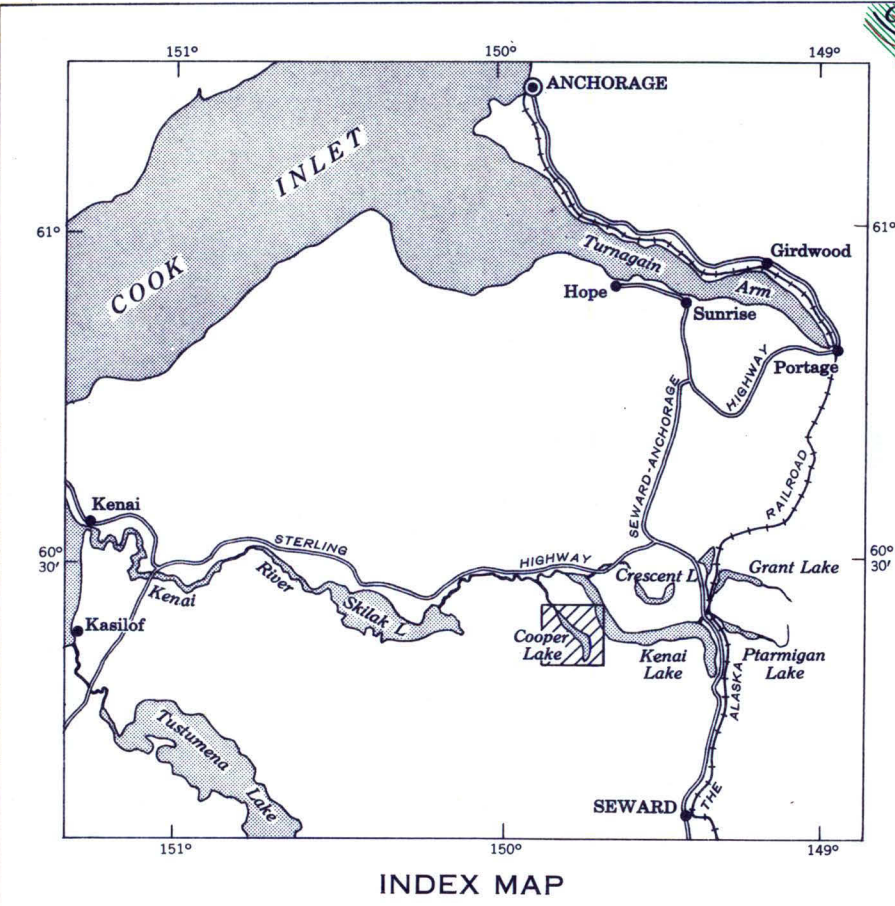 151°
150°
149°
ANCHORAGE
INLET
COOK
61°
61°
Turnagain
Arm
Girdwood
Hope
Sunrise
Portage
HIGHWAY
SEWARD-ANCHORAGE
RAILROAD
Kenai
STERLING
HIGHWAY
60°
30'
60°
30'
Kenai
River
Skilak L
Crescent L
Grant Lake
Kasilof
Cooper
Lake
Kenai
Lake
Ptarmigan
Lake
ALASKA
THE
Tustumena
Lake
SEWARD
151°
150°
149°
INDEX MAP